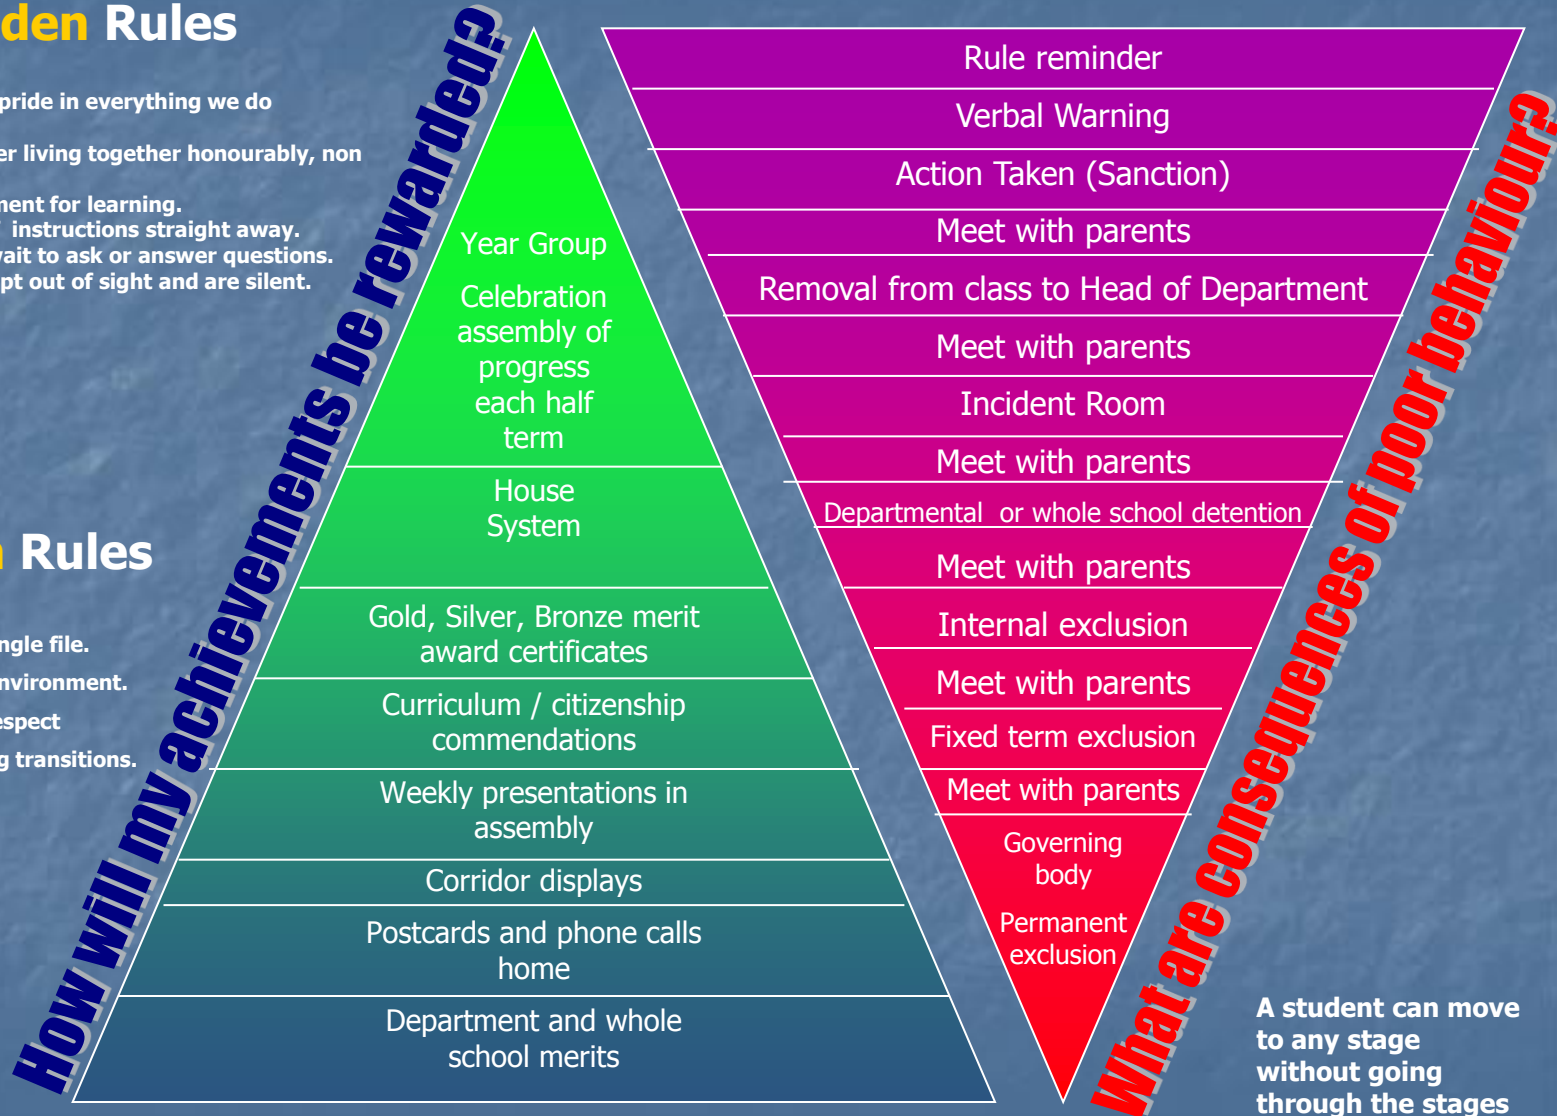 den Rules
pride in everything we do
er living together honourably, non
ment for learning.
instructions straight away.
wait to ask or answer questions.
pt out of sight and are silent.
Rules
ngle file.
nvironment.
espect
g transitions.
How will my achievements be rewarded?
Year Group
Celebration
assembly of
progress
each half
term
House
System
Gold, Silver, Bronze merit
award certificates
Curriculum / citizenship
commendations
Weekly presentations in
assembly
Corridor displays
Postcards and phone calls
home
Department and whole
school merits
Rule reminder
Verbal Warning
Action Taken (Sanction)
Meet with parents
Removal from class to Head of Department
Meet with parents
Incident Room
Meet with parents
Departmental or whole school detention
Meet with parents
Internal exclusion
Meet with parents
Fixed term exclusion
Meet with parents
Governing
body
Permanent
exclusion
What are consequences of poor behaviour?
A student can move
to any stage
without going
through the stages